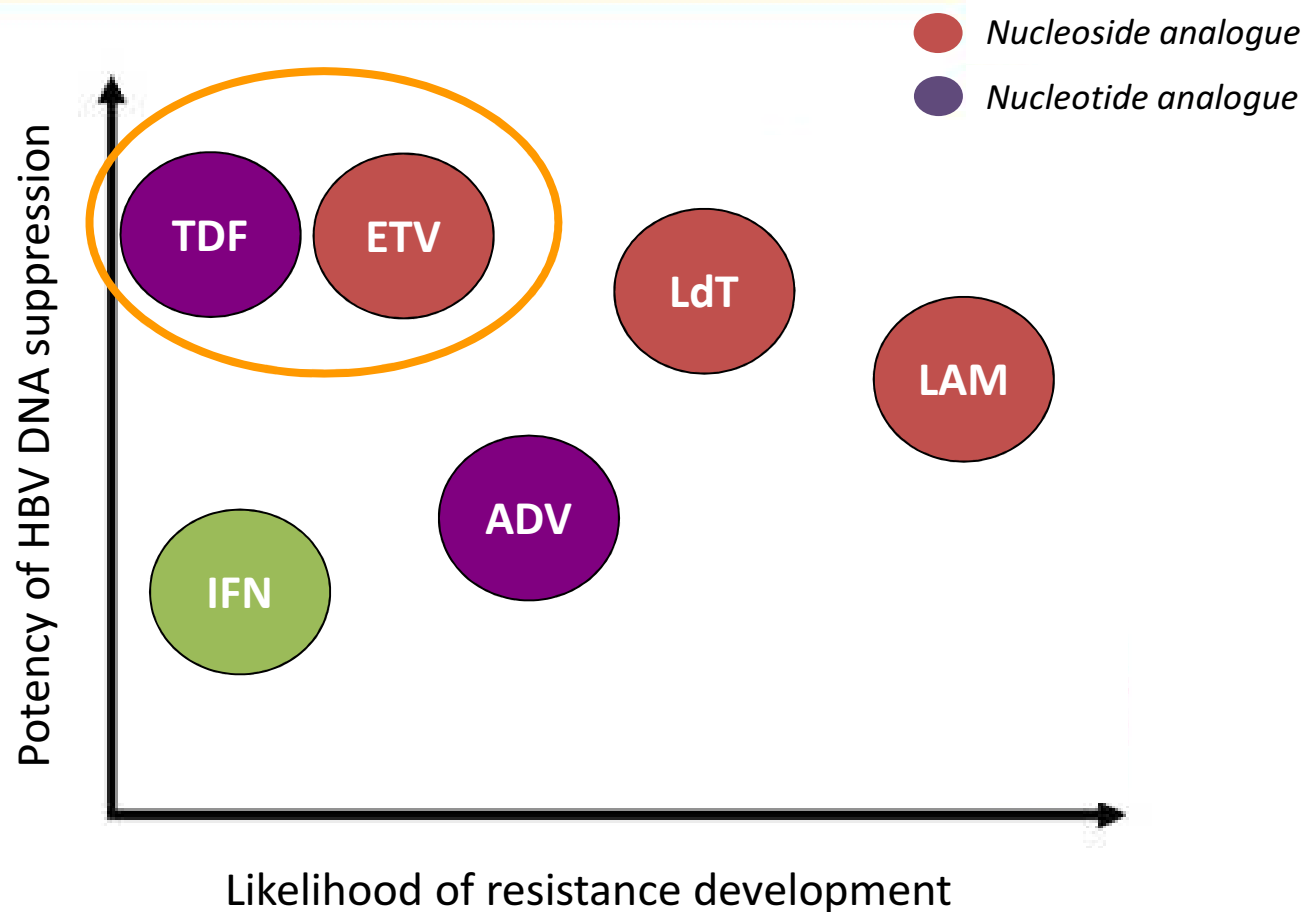 Nucleoside analogue
Nucleotide analogue
Potency of HBV DNA suppression
TDF
ETV
LdT
LAM
ADV
IFN
Likelihood of resistance development